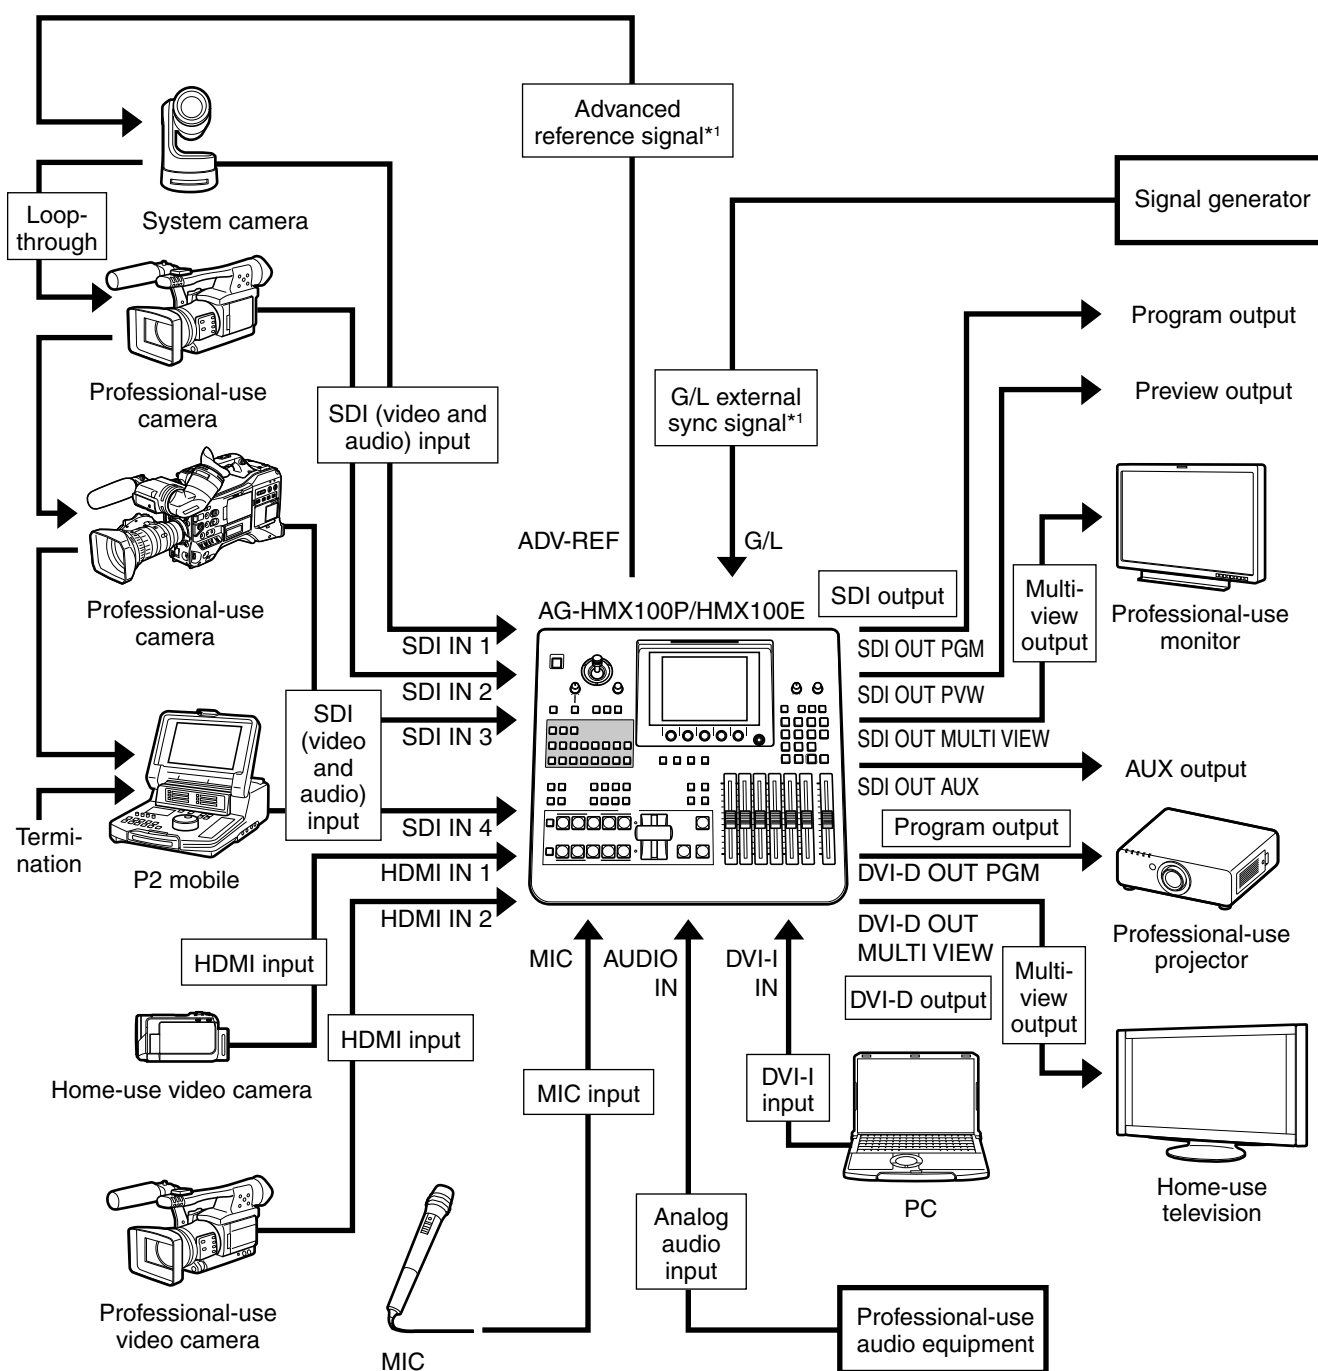 Advanced
reference signal*1
Signal generator
Loop-
through
System camera
Program output
Preview output
Professional-use
camera
SDI (video and
audio) input
G/L external
sync signal*1
ADV-REF
G/L
SDI output
Multi-
view
output
Professional-use
monitor
Professional-use
camera
AG-HMX100P/HMX100E
SDI IN 1
SDI OUT PGM
SDI IN 2
SDI OUT PVW
SDI
(video
and
audio)
input
SDI IN 3
SDI OUT MULTI VIEW
SDI OUT AUX
AUX output
SDI IN 4
Program output
Termi-
nation
P2 mobile
HDMI IN 1
DVI-D OUT PGM
HDMI IN 2
DVI-D OUT
MULTI VIEW
Professional-use
projector
HDMI input
MIC
AUDIO
IN
DVI-I
IN
DVI-D output
Multi-
view
output
HDMI input
Home-use video camera
MIC input
DVI-I
input
PC
Home-use
television
Analog
audio
input
Professional-use
video camera
MIC
Professional-use
audio equipment